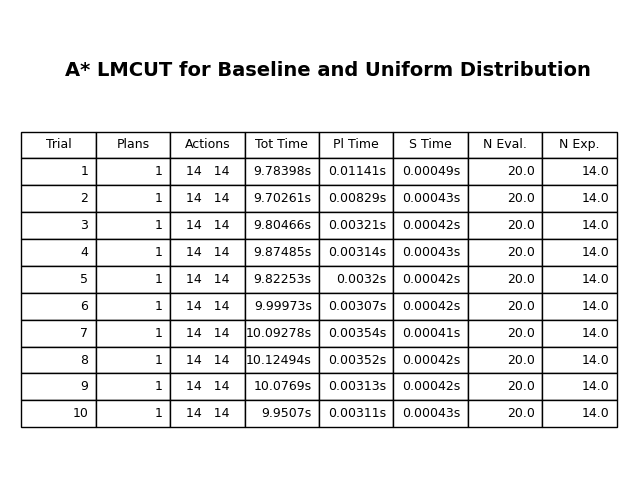 A* LMCUT for Baseline and Uniform Distribution
Trial Plans Actions Tot Time Pl Time S Time N Eval. N Exp.
1 1 14 14 9.78398s 0.01141s 0.00049s 20.0 14.0
2 1 14 14 9.70261s 0.00829s 0.00043s 20.0 14.0
3 1 14 14 9.80466s 0.00321s 0.00042s 20.0 14.0
4 1 14 14 9.87485s 0.00314s 0.00043s 20.0 14.0
5 1 14 14 9.82253s 0.0032s 0.00042s 20.0 14.0
6 1 14 14 9.99973s 0.00307s 0.00042s 20.0 14.0
7 1 14 14 10.09278s 0.00354s 0.00041s 20.0 14.0
8 1 14 14 10.12494s 0.00352s 0.00042s 20.0 14.0
9 1 14 14 10.0769s 0.00313s 0.00042s 20.0 14.0
10 1 14 14 9.9507s 0.00311s 0.00043s 20.0 14.0